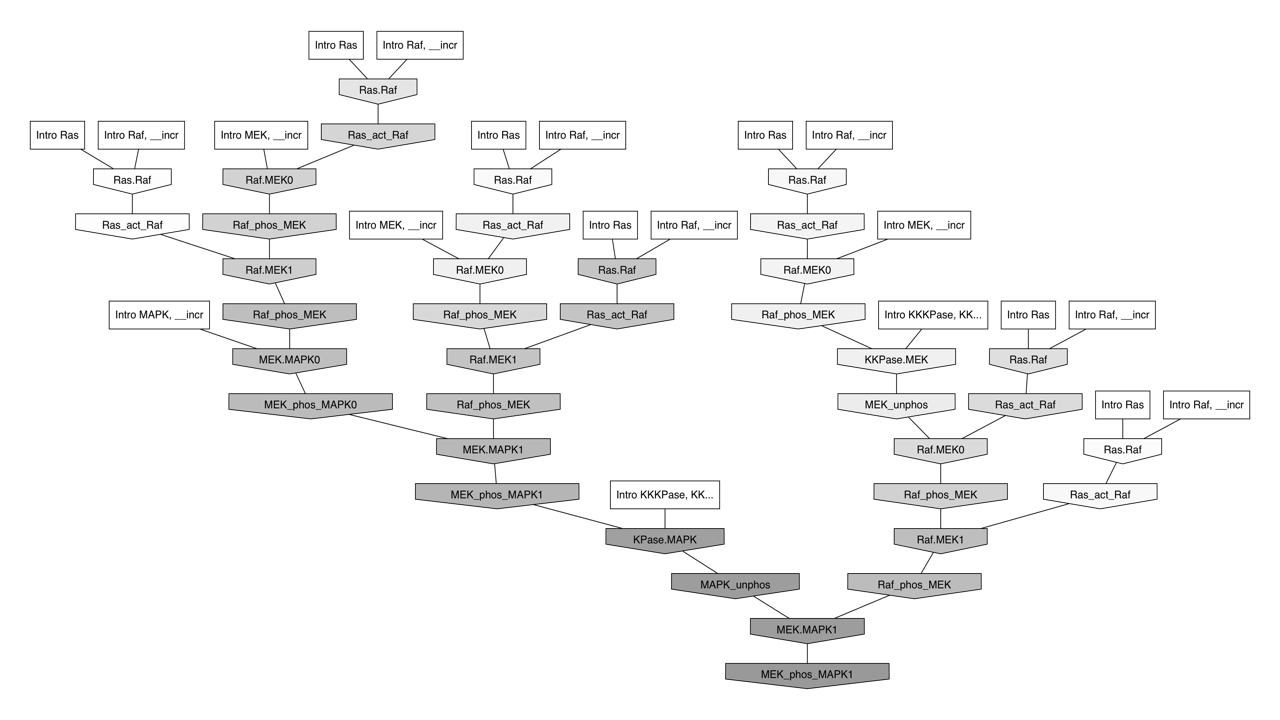 Intro Ras
Intro Raf, __incr
Ras.Raf
Intro Ras
Intro Raf, __incr
Intro MEK, __incr
Ras_act_Raf
Intro Ras
Intro Raf, __incr
Intro Ras
Intro Raf, __incr
Ras.Raf
Raf.MEK0
Ras.Raf
Ras.Raf
Ras_act_Raf
Raf_phos_MEK
Intro MEK, __incr
Ras_act_Raf
Intro Ras
Intro Raf, __incr
Ras_act_Raf
Intro MEK, __incr
Raf.MEK1
Raf.MEK0
Ras.Raf
Raf.MEK0
Intro MAPK, __incr
Raf_phos_MEK
Raf_phos_MEK
Ras_act_Raf
Raf_phos_MEK
Intro KKKPase, KK...
Intro Ras
Intro Raf, __incr
MEK.MAPK0
Raf.MEK1
KKPase.MEK
Ras.Raf
MEK_phos_MAPK0
Raf_phos_MEK
MEK_unphos
Ras_act_Raf
Intro Ras
Intro Raf, __incr
MEK.MAPK1
Raf.MEK0
Ras.Raf
MEK_phos_MAPK1
Intro KKKPase, KK...
Raf_phos_MEK
Ras_act_Raf
KPase.MAPK
Raf.MEK1
MAPK_unphos
Raf_phos_MEK
MEK.MAPK1
MEK_phos_MAPK1